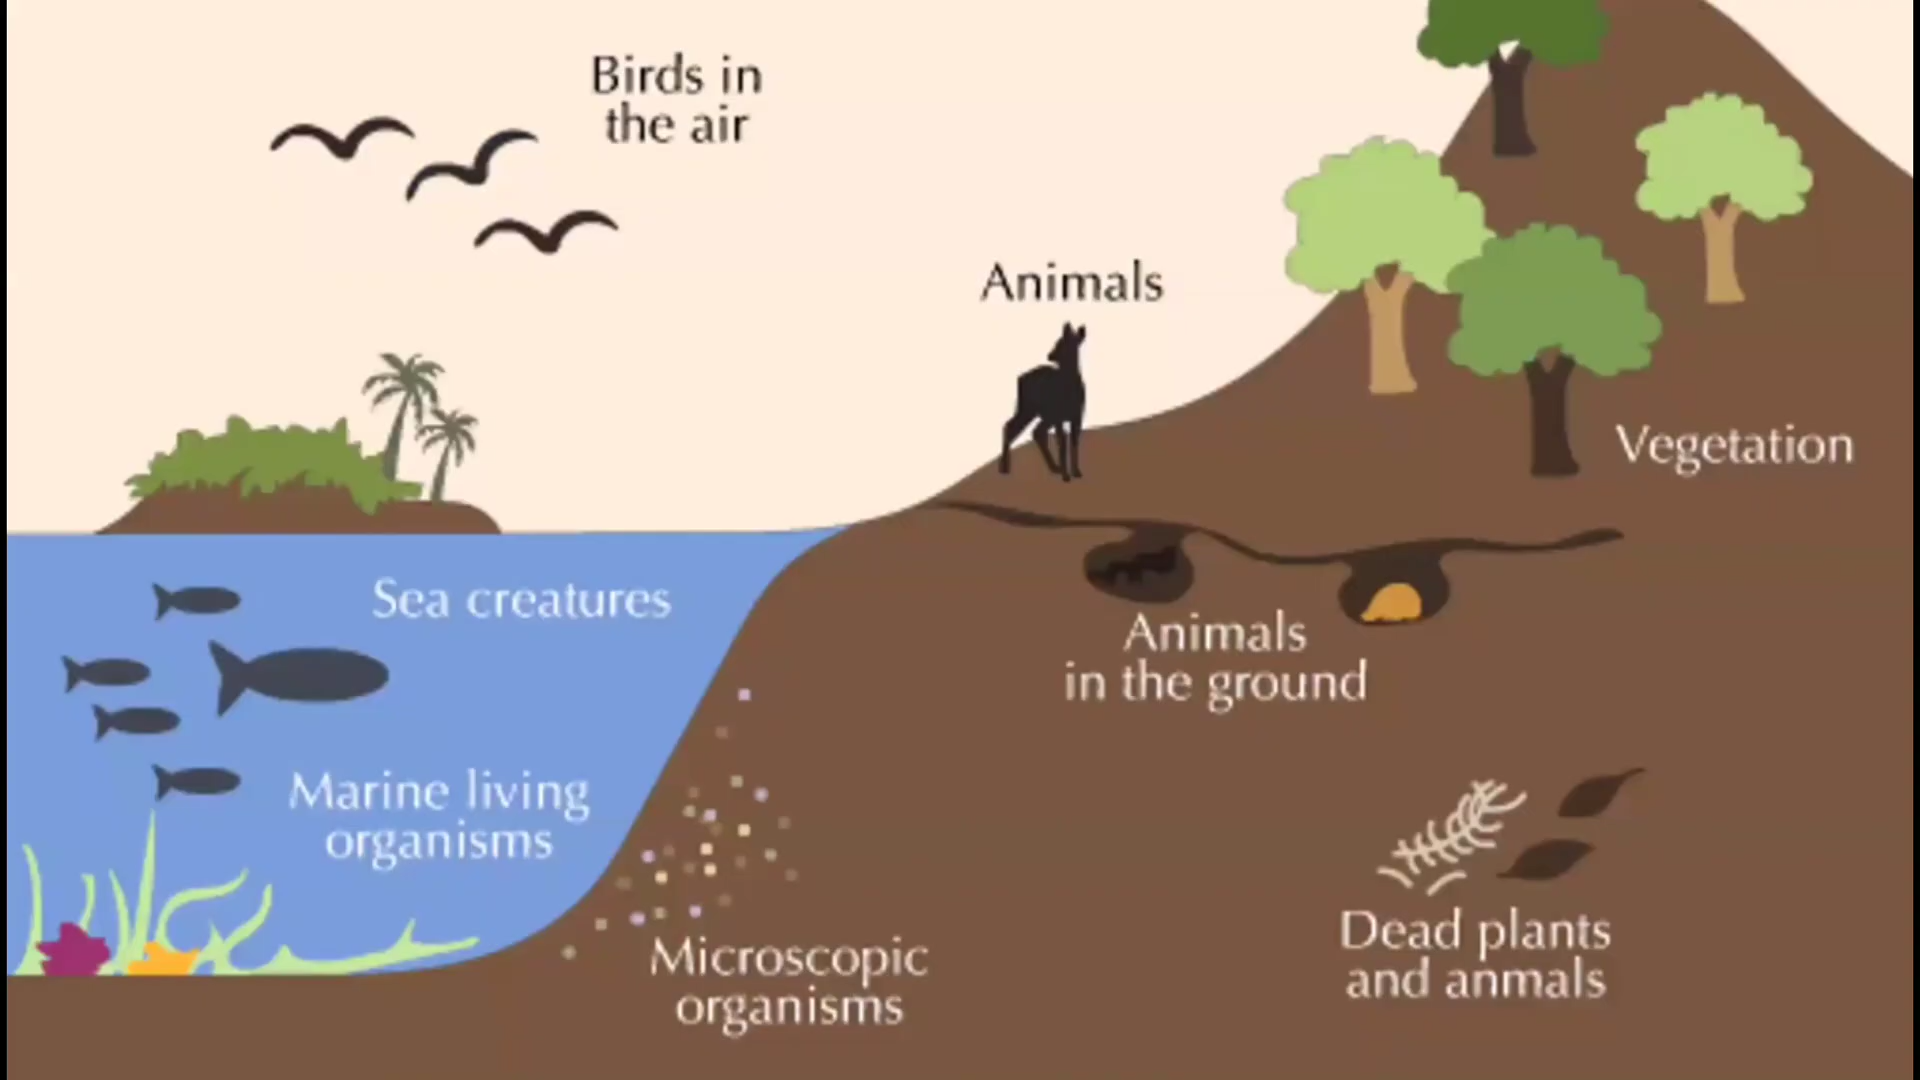 Birds in
the air
Animals
Vegetation
Sea creatures
Animals
in the ground
Marine living
organisms
Microscopic
organisms
Dead plants
and anmals